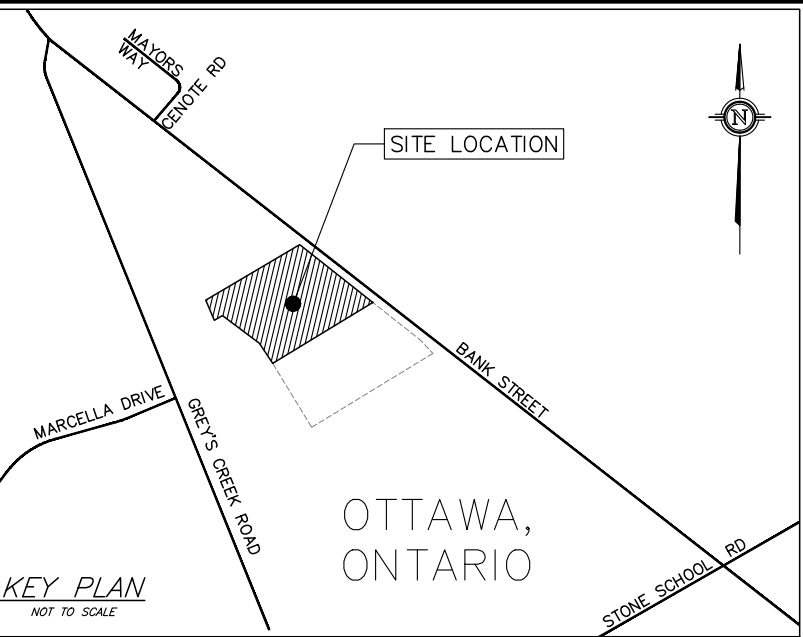 MAYORS
WAY
CENOTE RD
N
SITE LOCATION
BANK STREET
MARCELLA DRIVE
GREY'S CREEK ROAD
OTTAWA,
ONTARIO
STONE SCHOOL RD
KEY PLAN
NOT TO SCALE